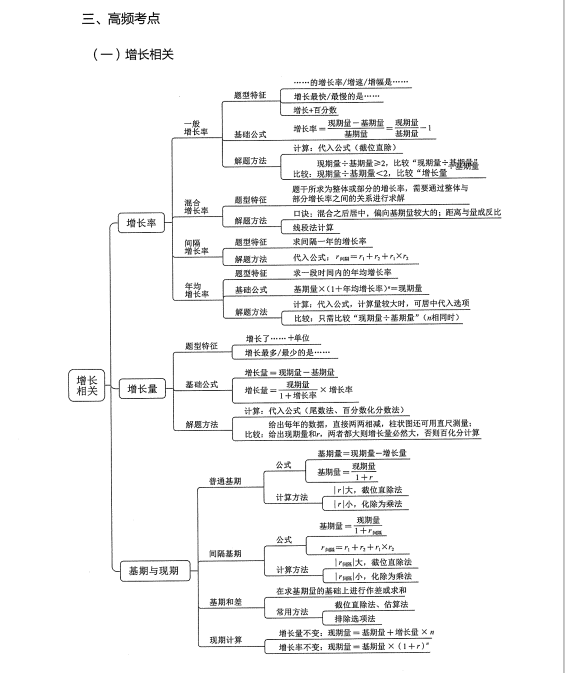 三、高频考点
（一）增长相关
增长
相关
增长率
一般
增长率
题型特征
……的增长率/增速/增幅是……
增长最快/最慢的是……
增长+百分数
基础公式
增长率＝现期量－基期量/基期量＝现期量/基期量－1
解题方法
计算：代入公式（截位直除）
现期量÷基期量≥2，比较“现期量÷基期量”
比较：现期量÷基期量＜2，比较“增长量÷基期量
混合
增长率
题型特征
题干所求为整体或部分的增长率，需要通过整体与
部分增长率之间的关系进行求解
解题方法
口诀：混合之后居中，偏向基期量较大的；距离与量成反比
线段法计算
间隔
增长率
题型特征
求间隔一年的增长率
解题方法
代入公式：r间隔＝r₁＋r₂＋r₁×r₂
年均
增长率
题型特征
求一段时间内的年均增长率
基础公式
基期量×(1＋年均增长率)ⁿ＝现期量
解题方法
计算：代入公式，计算量较大时，可居中代入选项
比较：只需比较“现期量÷基期量”（n相同时）
增长量
题型特征
增长了……＋单位
增长最多/最少的是……
基础公式
增长量＝现期量－基期量
增长量＝现期量/1＋增长率×增长率
解题方法
计算：代入公式（尾数法、百分数化分数法）
给出每年的数据，直接两两相减，柱状图还可用直尺测量；
比较：给出现期量和r，两者都大则增长量必然大，否则百化分计算
基期与现期
普通基期
公式
基期量＝现期量－增长量
基期量＝现期量/1＋r
计算方法
|r|大，截位直除法
|r|小，化除为乘法
间隔基期
公式
基期量＝现期量/1＋r间隔
r间隔＝r₁＋r₂＋r₁×r₂
计算方法
|r间隔|大，截位直除法
|r间隔|小，化除为乘法
基期和差
在求基期量的基础上进行作差或求和
常用方法
截位直除法、估算法
排除选项法
现期计算
增长量不变：现期量＝基期量＋增长量×n
增长率不变：现期量＝基期量×(1＋r)ⁿ